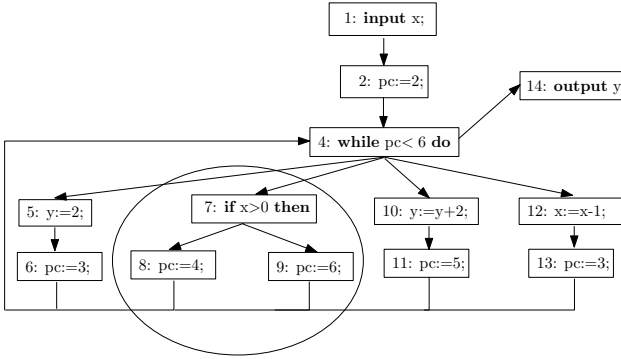 1: input x;
2: pc:=2;
14: output y
4: while pc< 6 do
5: y:=2;
7: if x>0 then
10: y:=y+2;
12: x:=x-1;
6: pc:=3;
8: pc:=4;
9: pc:=6;
11: pc:=5;
13: pc:=3;